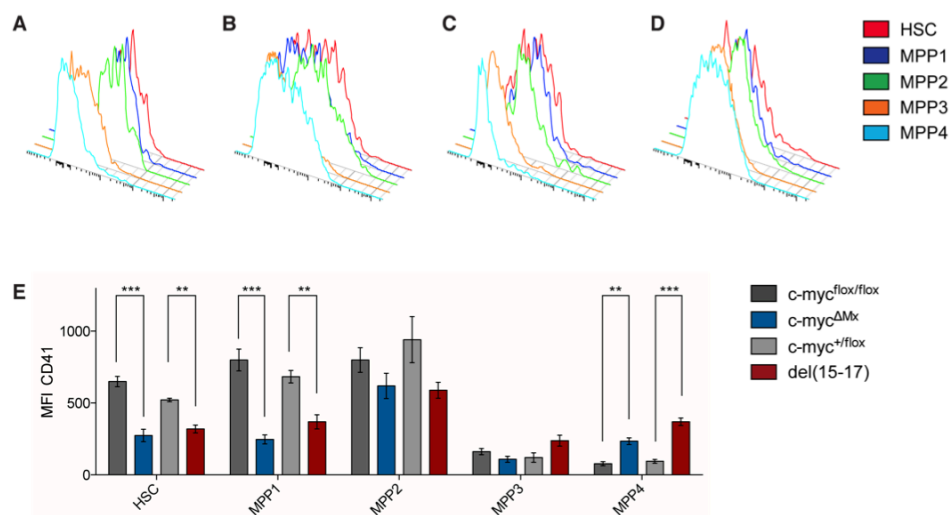 A
B
C
D
HSC
MPP1
MPP2
MPP3
MPP4
E
*** ** *** ** ** ***
c-myc^flox/flox
c-myc^ΔMx
c-myc^+/flox
del(15-17)
MFI CD41
1000
500
0
HSC
MPP1
MPP2
MPP3
MPP4